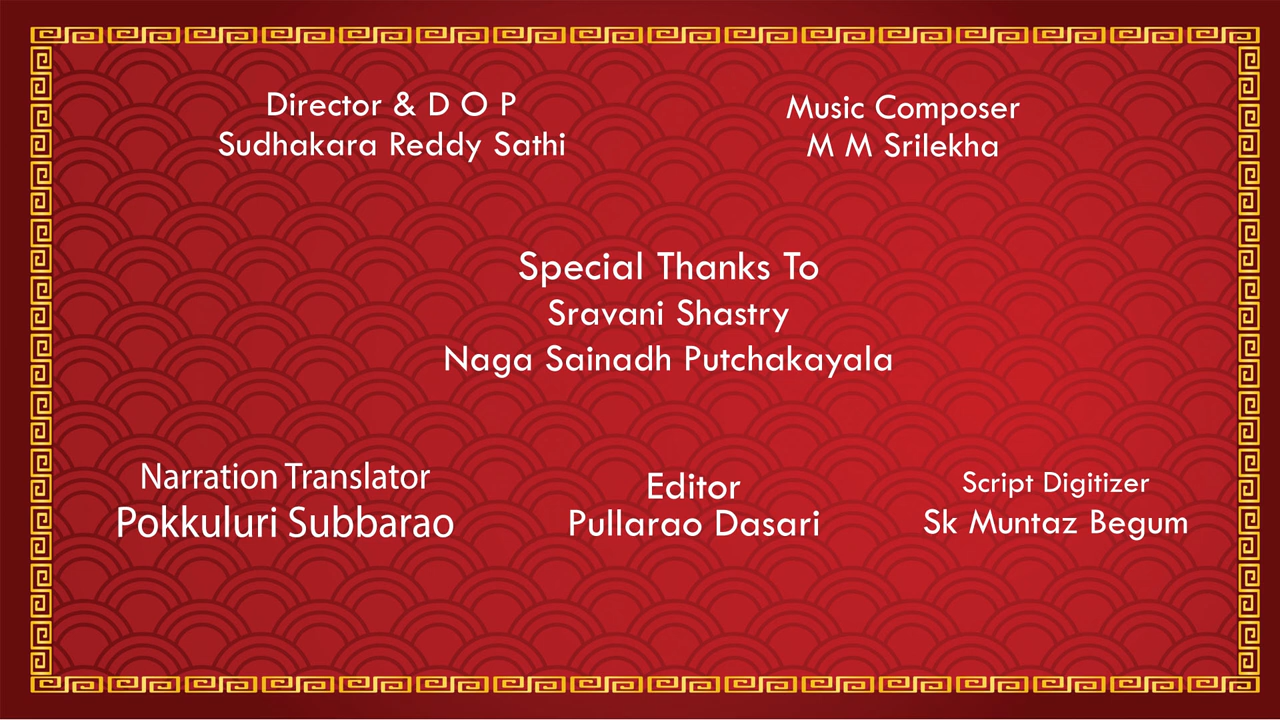 Director & D O P
Sudhakara Reddy Sathi
Music Composer
M M Srilekha
Special Thanks To
Sravani Shastry
Naga Sainadh Putchakayala
Narration Translator
Pokkuluri Subbarao
Editor
Pullarao Dasari
Script Digitizer
Sk Muntaz Begum